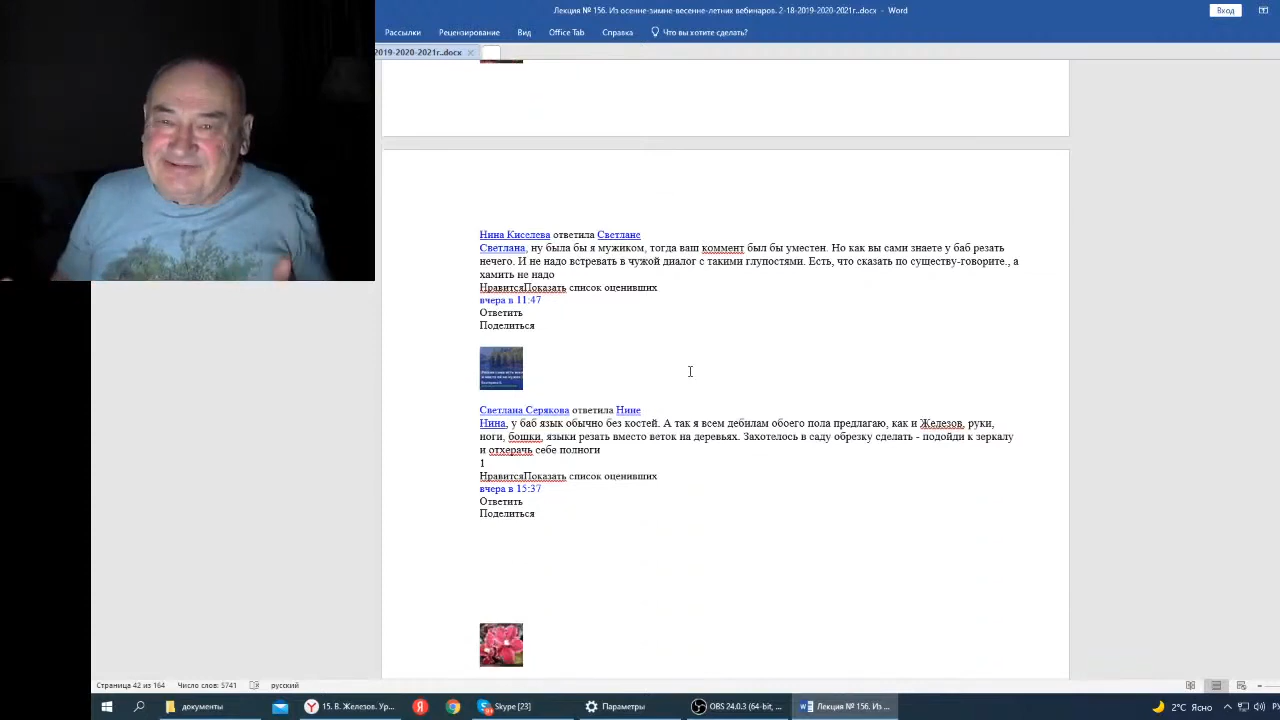 Лекция № 156. Из осенне-зимне-весенне-летних вебинаров. 2-18-2019-2020-2021г..docx - Word
Вход
Рассылки Рецензирование Вид Office Tab Справка Что вы хотите сделать?
2019-2020-2021г..docx
Нина Киселева ответила Светлане
Светлана, ну была бы я мужиком, тогда ваш коммент был бы уместен. Но как вы сами знаете у баб резать
нечего. И не надо встревать в чужой диалог с такими глупостями. Есть, что сказать по существу-говорите., а
хамить не надо
НравитсяПоказать список оценивших
вчера в 11:47
Ответить
Поделиться
Светлана Серякова ответила Нине
Нина, у баб язык обычно без костей. А так я всем дебилам обоего пола предлагаю, как и Железов, руки,
ноги, бошки, языки резать вместо веток на деревьях. Захотелось в саду обрезку сделать - подойди к зеркалу
и отхерачь себе полноги
1
НравитсяПоказать список оценивших
вчера в 15:37
Ответить
Поделиться
Страница 42 из 164 Число слов: 5741 русский
документы 15. В. Железов. Ур... Skype [23] Параметры OBS 24.0.3 (64-bit, ... Лекция № 156. Из ... 2°C Ясно